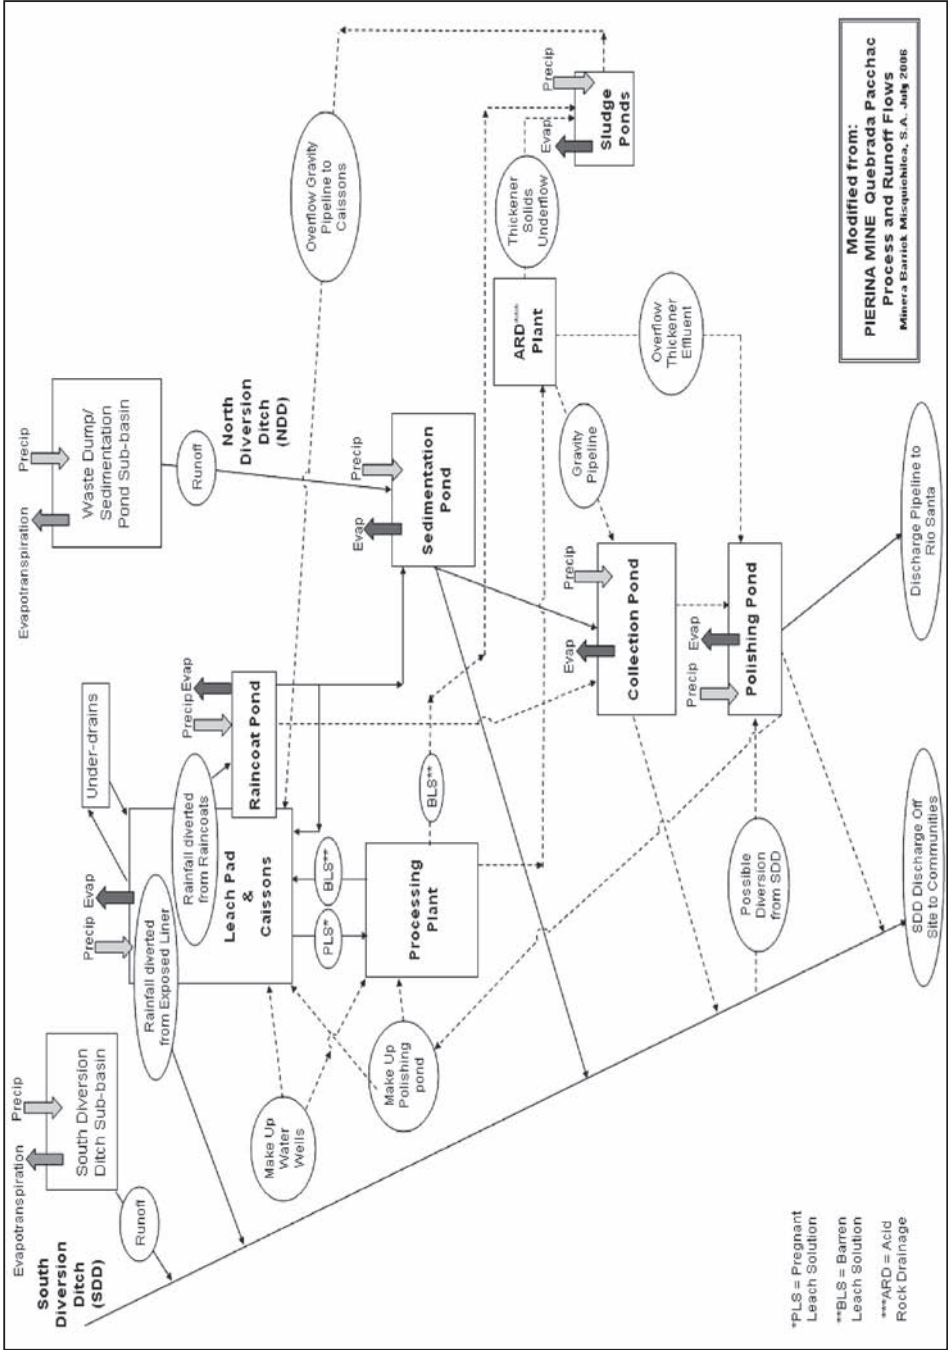 Evapotranspiration
Precip
South Diversion
Ditch Sub-basin
South
Diversion
Ditch
(SDD)
Runoff
Precip
Evap
Under-drains
Rainfall diverted
from Exposed Liner
Rainfall diverted
from Raincoats
Leach Pad
&
Caissons
Precip
Evap
Raincoat Pond
Evapotranspiration
Precip
Waste Dump/
Sedimentation
Pond Sub-basin
Runoff
North
Diversion
Ditch
(NDD)
Overflow Gravity
Pipeline to
Caissons
Make Up
Water
Wells
PLS*
BLS**
Processing
Plant
BLS**
Make Up
Polishing
pond
Evap
Precip
Sedimentation
Pond
ARD***
Plant
Thickener
Solids
Underflow
Evap
Precip
Sludge
Ponds
Gravity
Pipeline
Overflow
Thickener
Effluent
Evap
Precip
Collection Pond
Precip
Evap
Polishing Pond
Possible
Diversion
from SDD
SDD Discharge Off
Site to Communities
Discharge Pipeline to
Rio Santa
*PLS = Pregnant
Leach Solution
**BLS = Barren
Leach Solution
***ARD = Acid
Rock Drainage
Modified from:
PIERINA MINE Quebrada Pacchac
Process and Runoff Flows
Minera Barrick Misquichilca, S.A. July 2006